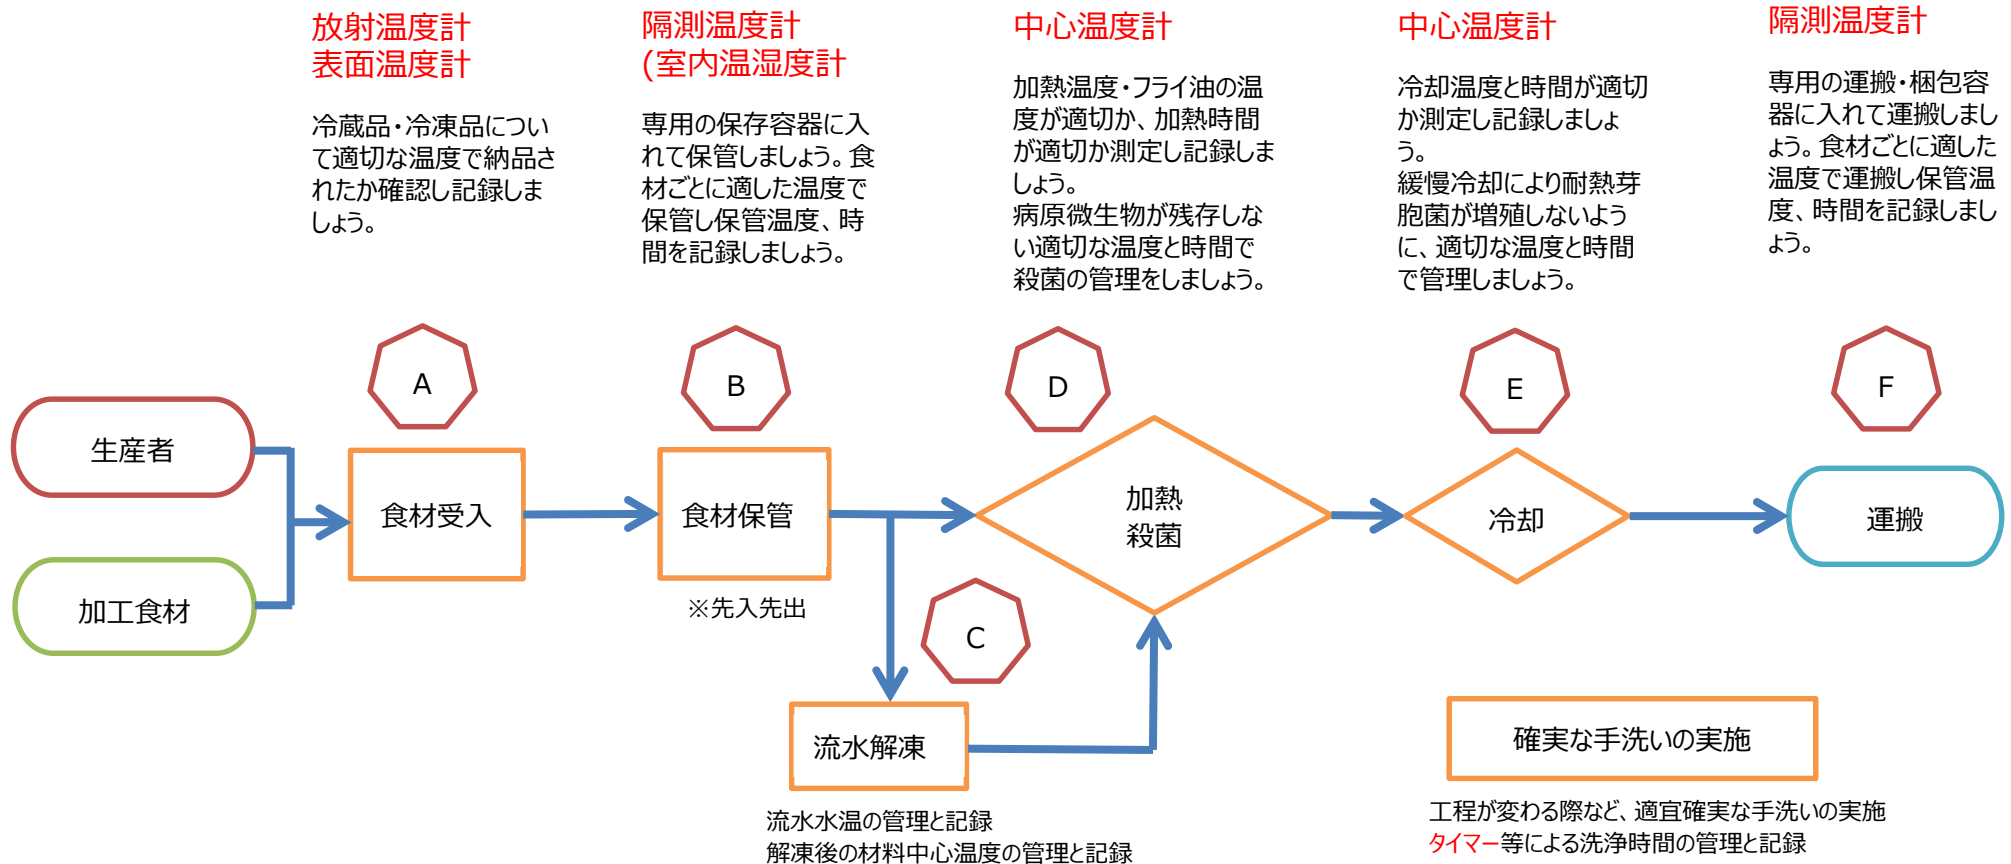 放射温度計
表面温度計
冷蔵品・冷凍品につい
て適切な温度で納品さ
れたか確認し記録しま
しょう。
隔測温度計
(室内温湿度計
専用の保存容器に入
れて保管しましょう。食
材ごとに適した温度で
保管し保管温度、時
間を記録しましょう。
中心温度計
加熱温度・フライ油の温
度が適切か、加熱時間
が適切か測定し記録しま
しょう。
病原微生物が残存しな
い適切な温度と時間で
殺菌の管理をしましょう。
中心温度計
冷却温度と時間が適切
か測定し記録しましょ
う。
緩慢冷却により耐熱芽
胞菌が増殖しないよう
に、適切な温度と時間
で管理しましょう。
隔測温度計
専用の運搬・梱包容
器に入れて運搬しまし
ょう。食材ごとに適した
温度で運搬し保管温
度、時間を記録しまし
ょう。
A
B
D
E
F
生産者
加工食材
食材受入
食材保管
※先入先出
加熱
殺菌
冷却
運搬
C
流水解凍
流水水温の管理と記録
解凍後の材料中心温度の管理と記録
確実な手洗いの実施
工程が変わる際など、適宜確実な手洗いの実施
タイマー等による洗浄時間の管理と記録